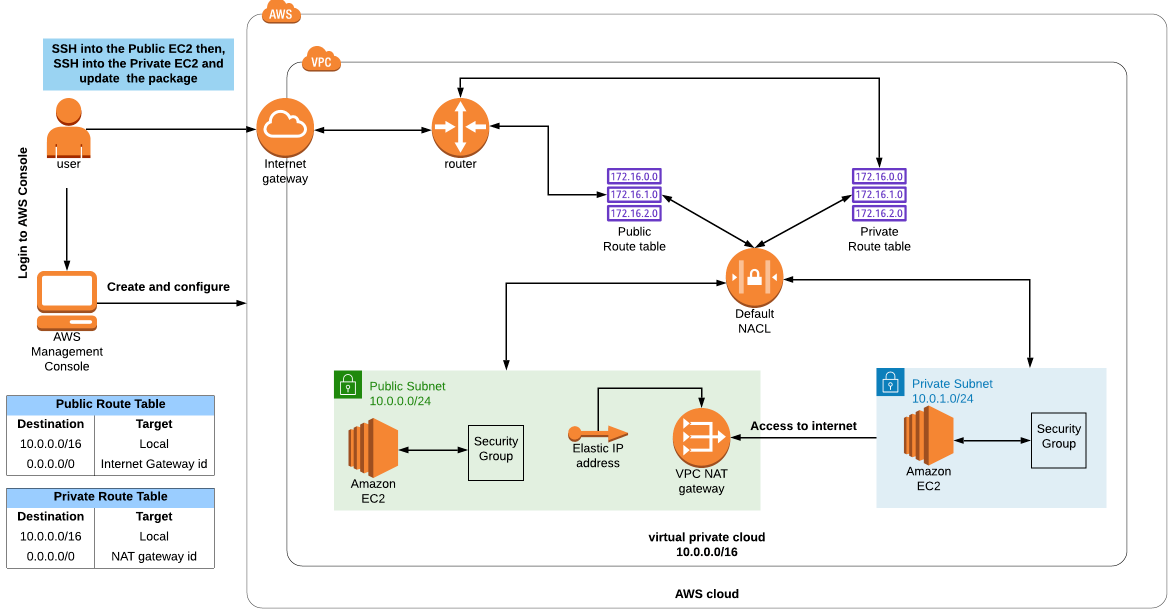 AWS
SSH into the Public EC2 then,
SSH into the Private EC2 and
update the package
VPC
user
Internet
gateway
router
172.16.0.0
172.16.1.0
172.16.2.0
Public
Route table
172.16.0.0
172.16.1.0
172.16.2.0
Private
Route table
Login to AWS Console
Create and configure
AWS
Management
Console
Default
NACL
Public Subnet
10.0.0.0/24
Amazon
EC2
Security
Group
Elastic IP
address
VPC NAT
gateway
Access to internet
Private Subnet
10.0.1.0/24
Amazon
EC2
Security
Group
Public Route Table
Destination Target
10.0.0.0/16 Local
0.0.0.0/0 Internet Gateway id
Private Route Table
Destination Target
10.0.0.0/16 Local
0.0.0.0/0 NAT gateway id
virtual private cloud
10.0.0.0/16
AWS cloud